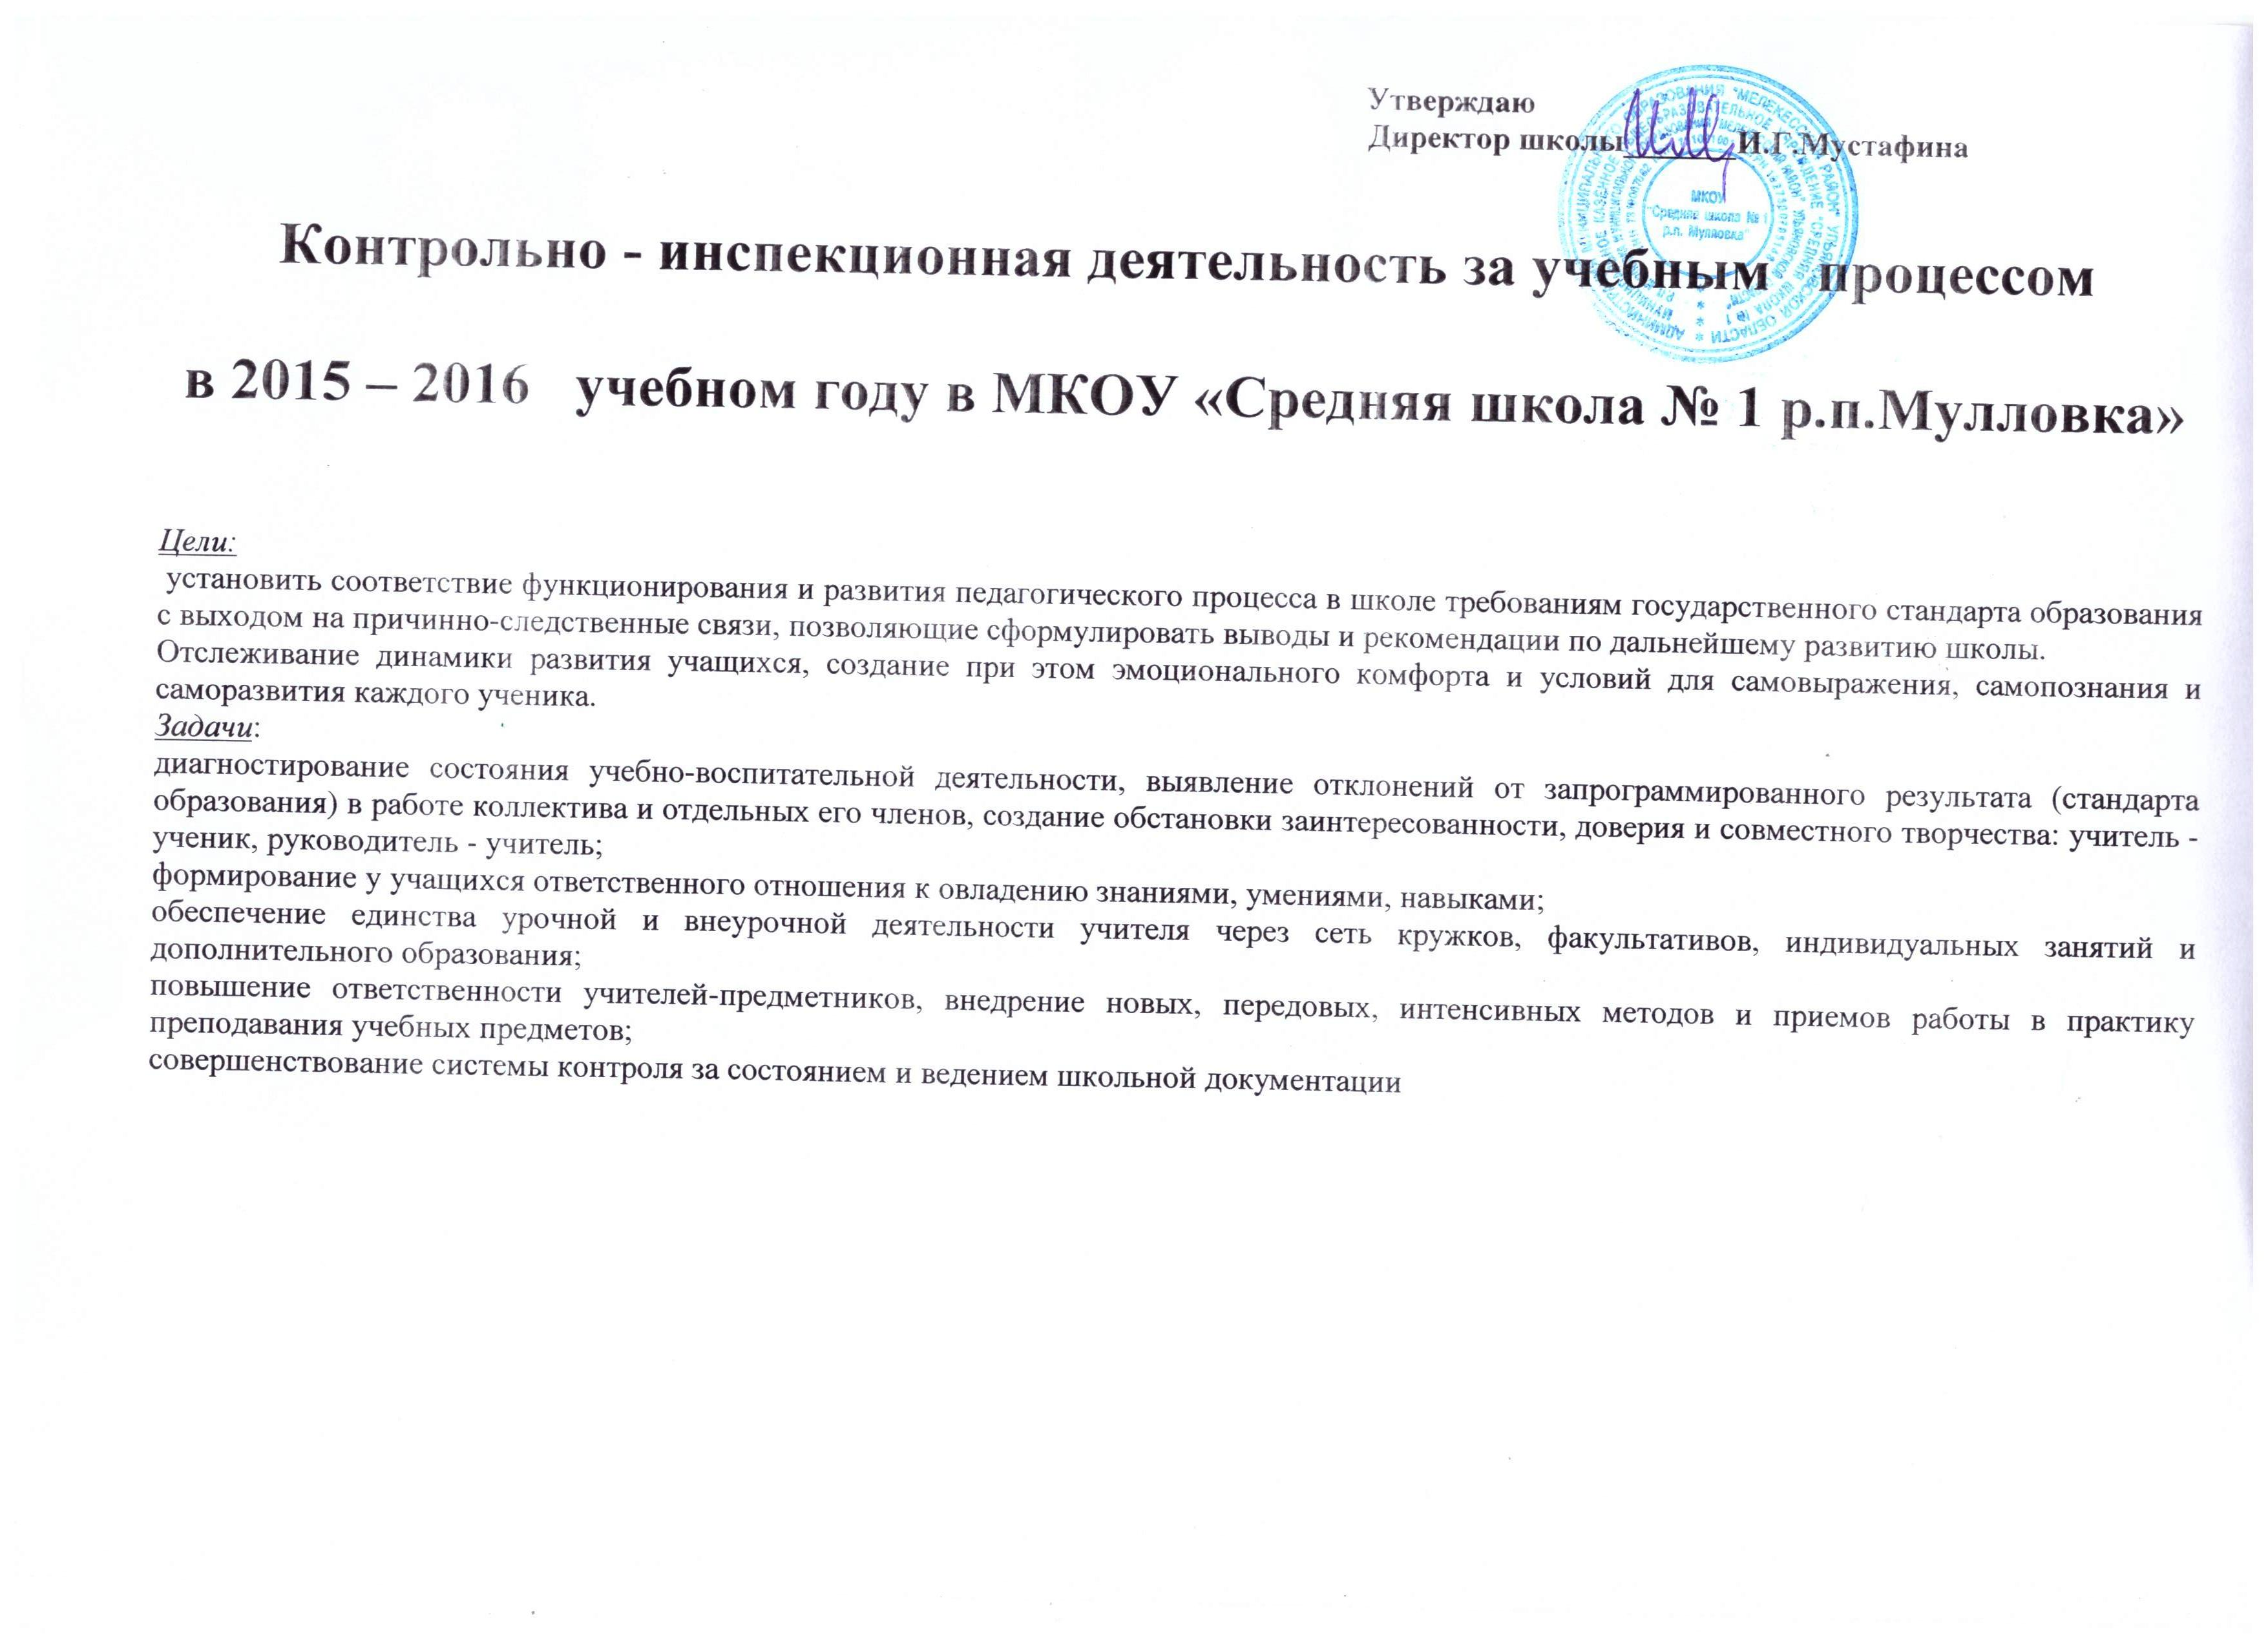 Утверждаю
Директор школы________И.Г.Мустафина
МКОУ
"Средняя школа № 1
р.п. Мулловка"
Контрольно - инспекционная деятельность за учебным процессом
в 2015 – 2016 учебном году в МКОУ «Средняя школа № 1 р.п.Мулловка»
Цели:
установить соответствие функционирования и развития педагогического процесса в школе требованиям государственного стандарта образования
с выходом на причинно-следственные связи, позволяющие сформулировать выводы и рекомендации по дальнейшему развитию школы.
Отслеживание динамики развития учащихся, создание при этом эмоционального комфорта и условий для самовыражения, самопознания и
саморазвития каждого ученика.
Задачи:
диагностирование состояния учебно-воспитательной деятельности, выявление отклонений от запрограммированного результата (стандарта
образования) в работе коллектива и отдельных его членов, создание обстановки заинтересованности, доверия и совместного творчества: учитель -
ученик, руководитель - учитель;
формирование у учащихся ответственного отношения к овладению знаниями, умениями, навыками;
обеспечение единства урочной и внеурочной деятельности учителя через сеть кружков, факультативов, индивидуальных занятий и
дополнительного образования;
повышение ответственности учителей-предметников, внедрение новых, передовых, интенсивных методов и приемов работы в практику
преподавания учебных предметов;
совершенствование системы контроля за состоянием и ведением школьной документации